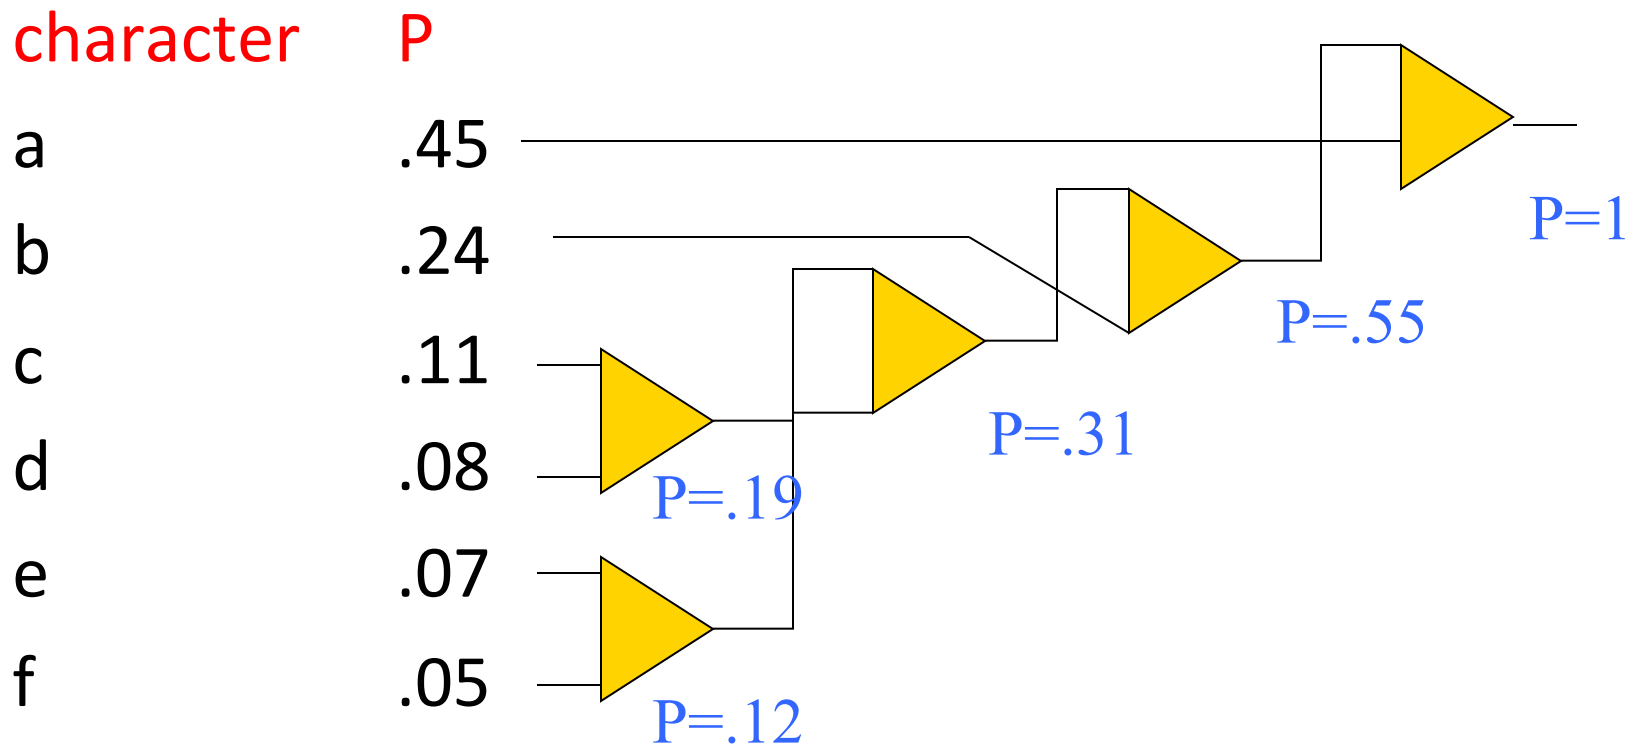 character P
a .45
P=1
b .24
P=.55
c .11
P=.31
d .08
P=.19
e .07
f .05
P=.12